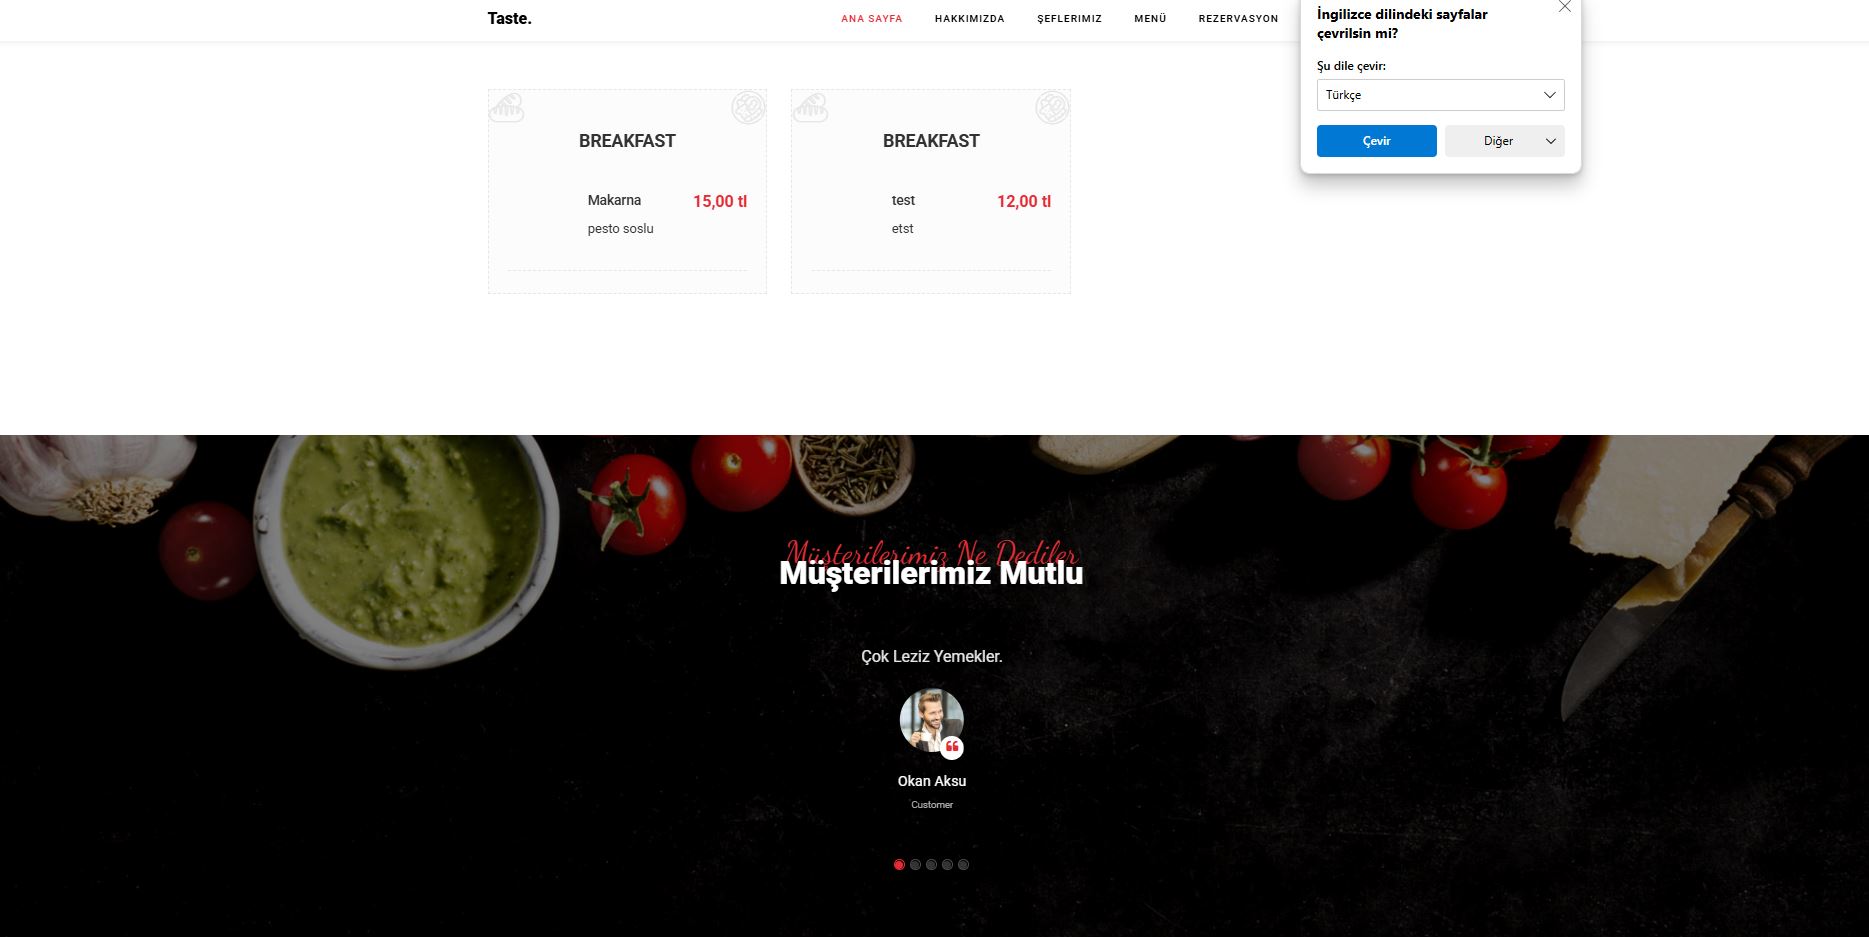 Taste.
ANA SAYFA
HAKKIMIZDA
ŞEFLERIMIZ
MENÜ
REZERVASYON
İngilizce dilindeki sayfalar
çevrilsin mi?
Şu dile çevir:
Türkçe
Çevir
Diğer
BREAKFAST
Makarna
15,00 tl
pesto soslu
BREAKFAST
test
12,00 tl
etst
Müşterilerimiz Ne Dediler
Müşterilerimiz Mutlu
Çok Leziz Yemekler.
Okan Aksu
Customer